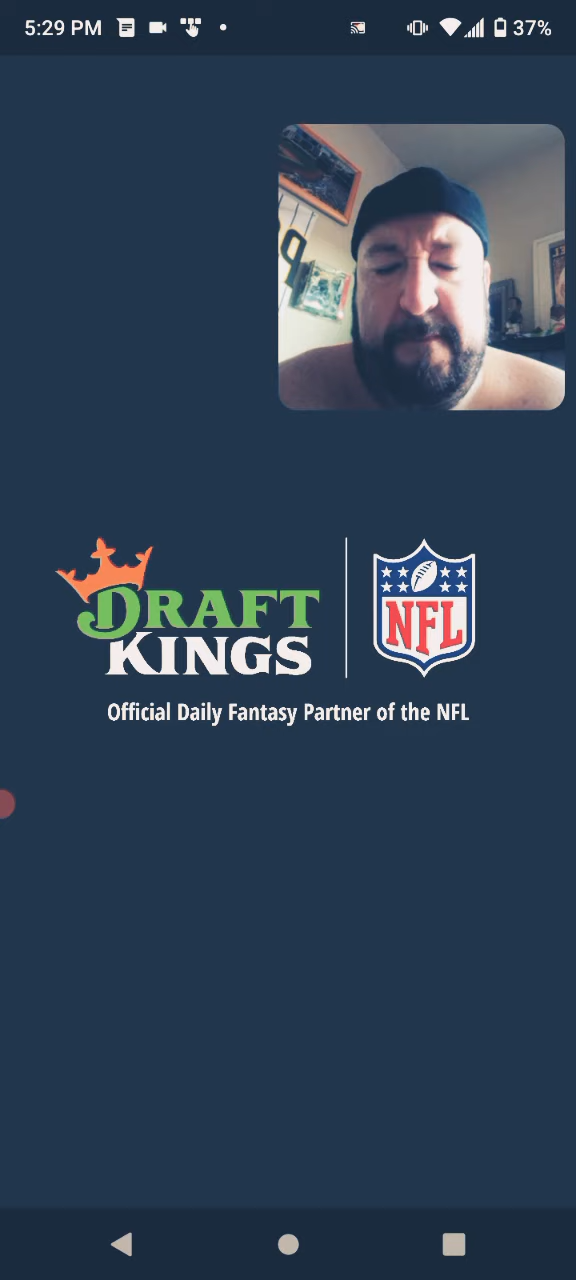 5:29 PM
37%
DRAFT
KINGS
NFL
Official Daily Fantasy Partner of the NFL